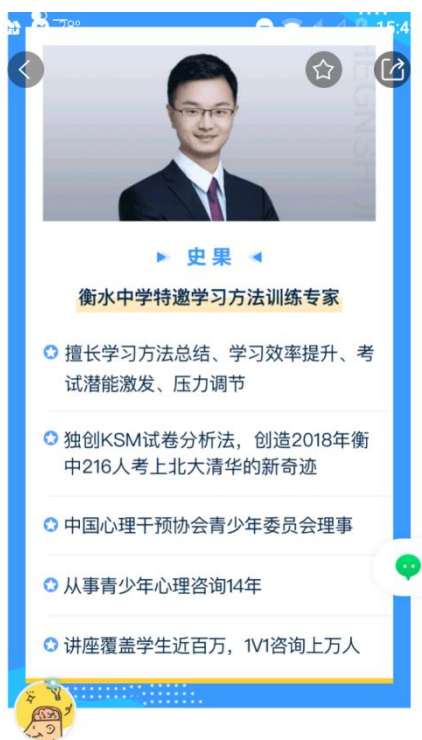 78°
15:4
HEGNSHUI
史果
衡水中学特邀学习方法训练专家
擅长学习方法总结、学习效率提升、考
试潜能激发、压力调节
独创KSM试卷分析法，创造2018年衡
中216人考上北大清华的新奇迹
中国心理干预协会青少年委员会理事
从事青少年心理咨询14年
讲座覆盖学生近百万，1V1咨询上万人